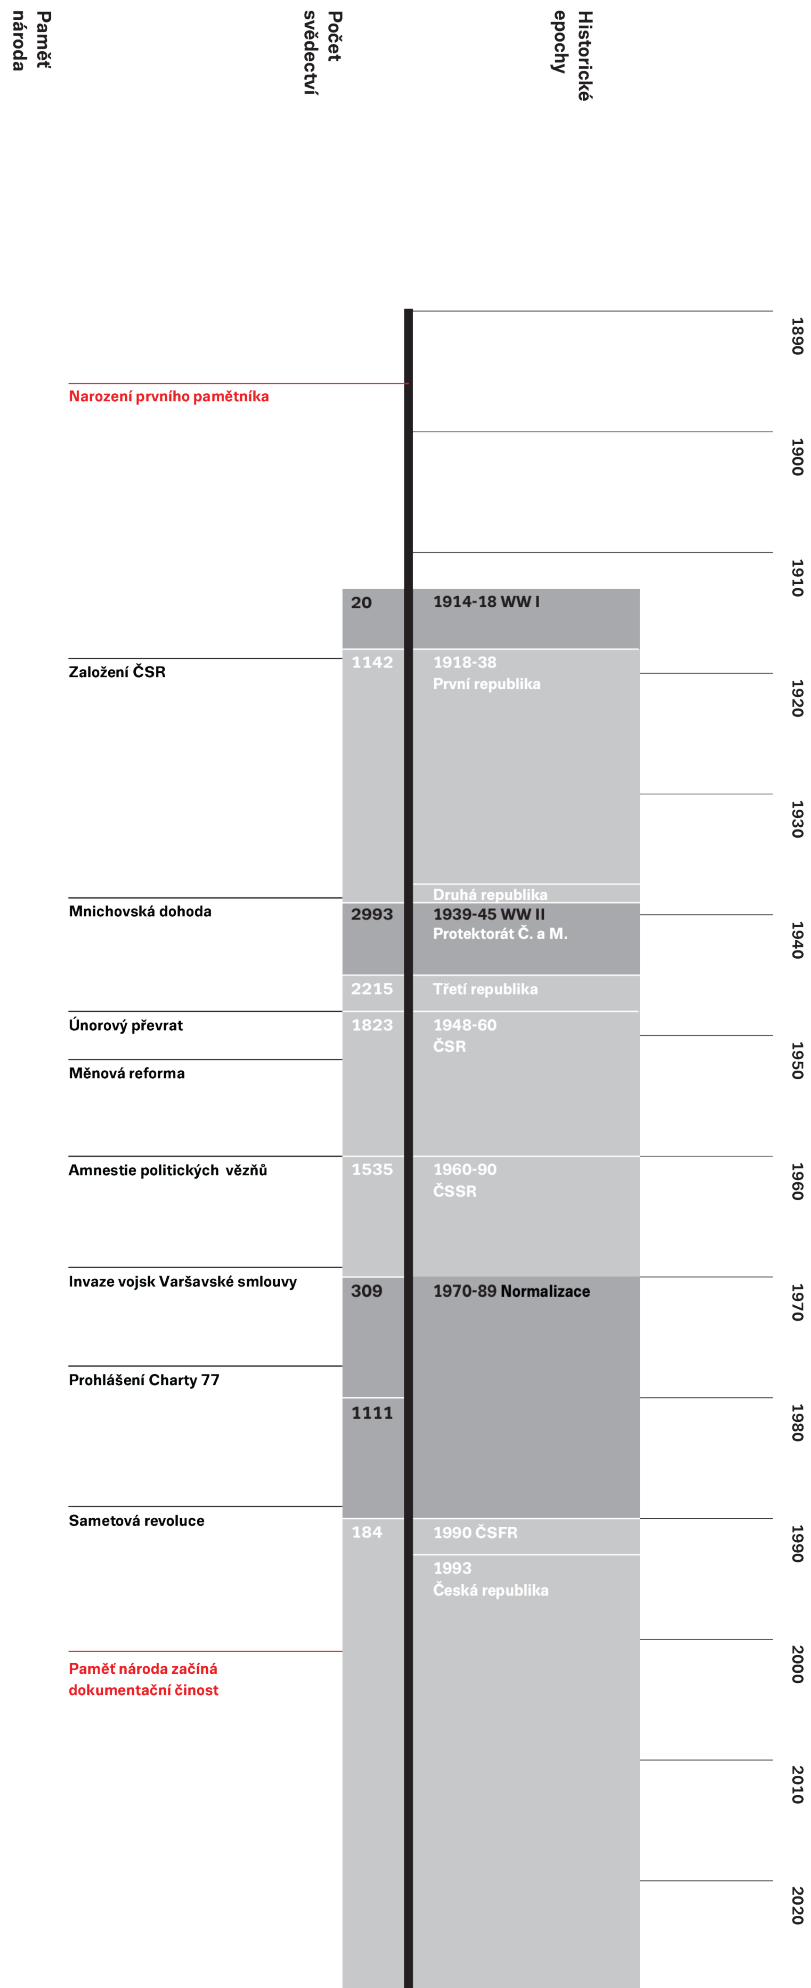 Paměť
národa
Počet
svědectví
Historické
epochy
1890
Narození prvního pamětníka
1900
1910
20
1914-18 WW I
Založení ČSR
1142
1918-38
První republika
1920
1930
Druhá republika
Mnichovská dohoda
2993
1939-45 WW II
Protektorát Č. a M.
1940
2215
Třetí republika
Únorový převrat
1823
1948-60
ČSR
1950
Měnová reforma
Amnestie politických vězňů
1535
1960-90
ČSSR
1960
Invaze vojsk Varšavské smlouvy
309
1970-89 Normalizace
1970
Prohlášení Charty 77
1111
1980
Sametová revoluce
184
1990 ČSFR
1990
1993
Česká republika
Paměť národa začíná
dokumentační činost
2000
2010
2020